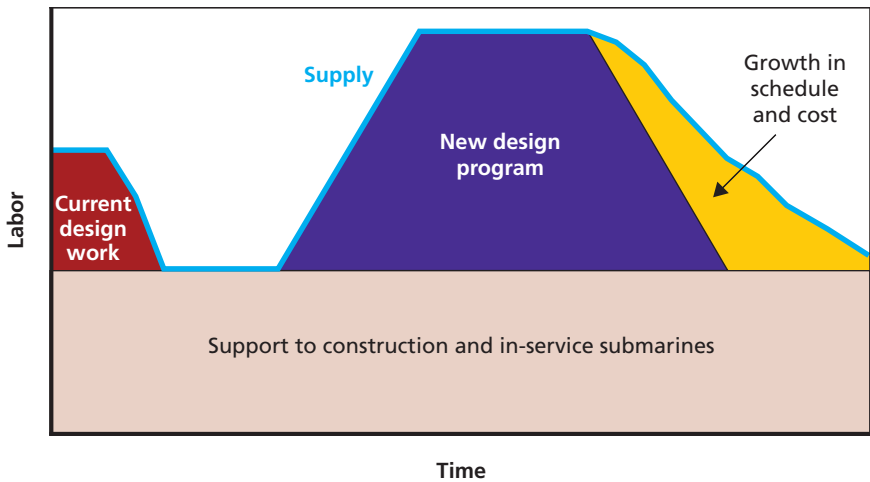 Growth in
schedule
and cost
Supply
New design
program
Current
design
work
Labor
Support to construction and in-service submarines
Time